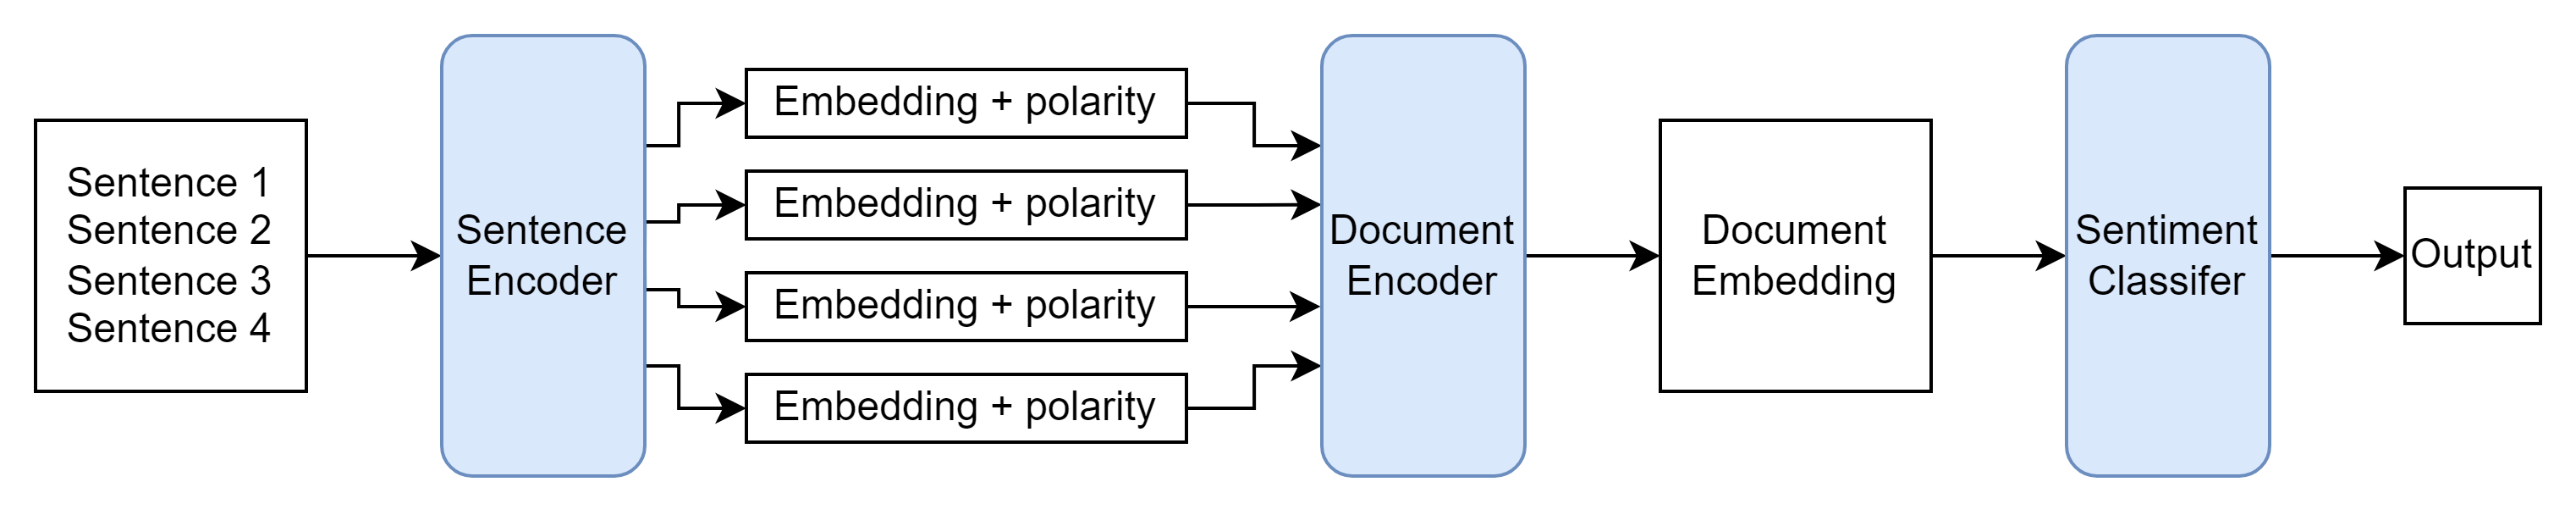 Sentence 1
Sentence 2
Sentence 3
Sentence 4
Sentence
Encoder
Embedding + polarity
Embedding + polarity
Embedding + polarity
Embedding + polarity
Document
Encoder
Document
Embedding
Sentiment
Classifer
Output